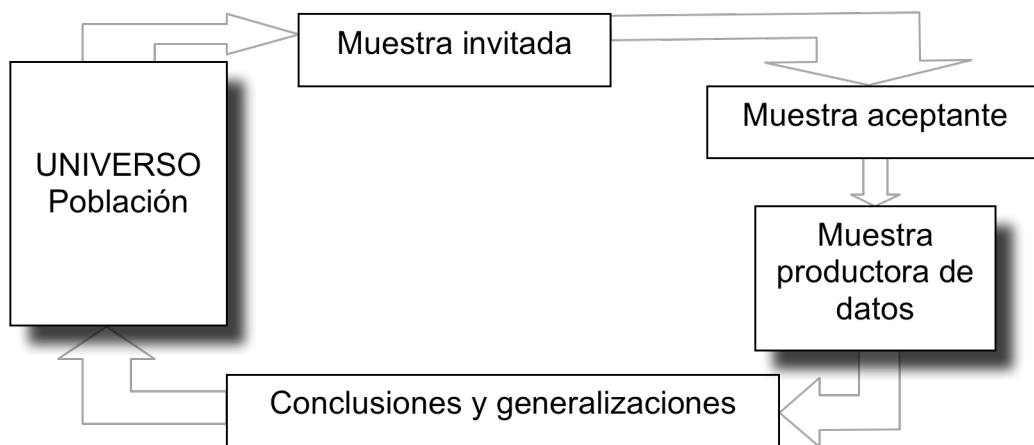 Muestra invitada
Muestra aceptante
UNIVERSO
Población
Muestra
productora de
datos
Conclusiones y generalizaciones